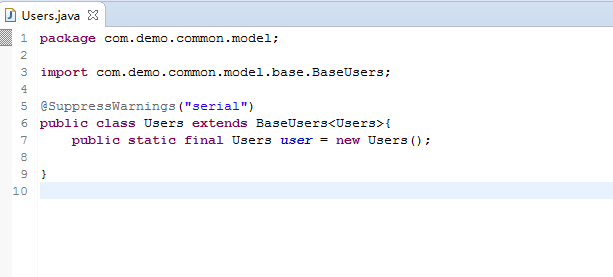 Users.java
1 package com.demo.common.model;
2
3 import com.demo.common.model.base.BaseUsers;
4
5 @SuppressWarnings("serial")
6 public class Users extends BaseUsers<Users>{
7     public static final Users user = new Users();
8
9 }
10